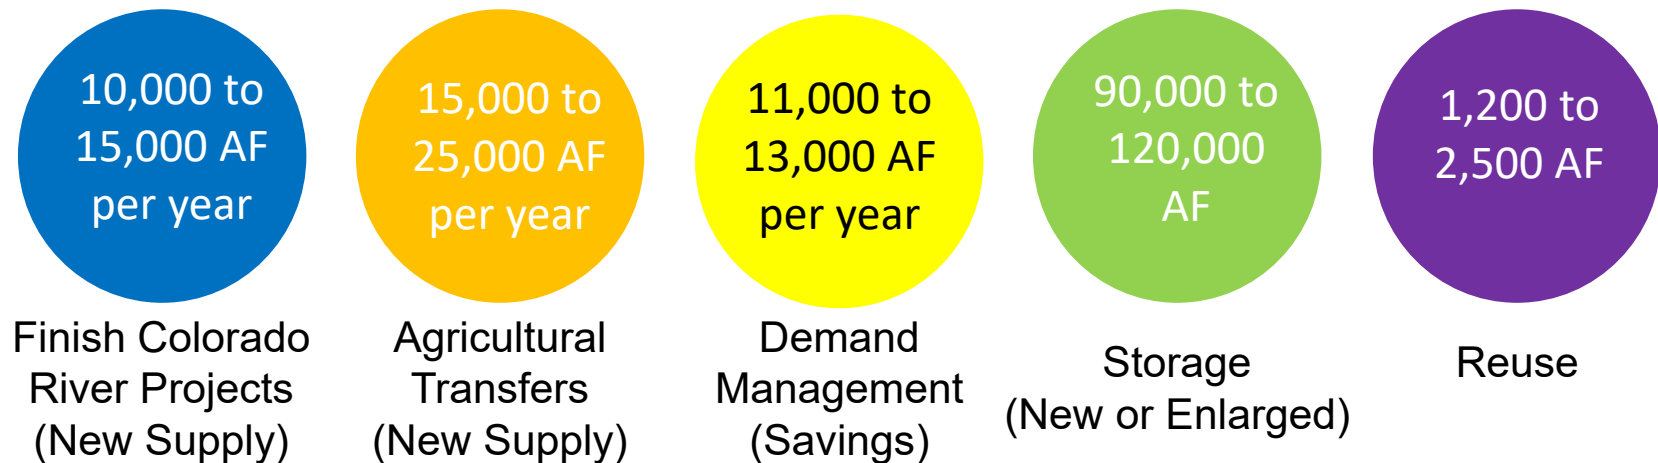 10,000 to
15,000 AF
per year
Finish Colorado
River Projects
(New Supply)
15,000 to
25,000 AF
per year
Agricultural
Transfers
(New Supply)
11,000 to
13,000 AF
per year
Demand
Management
(Savings)
90,000 to
120,000
AF
Storage
(New or Enlarged)
1,200 to
2,500 AF
Reuse